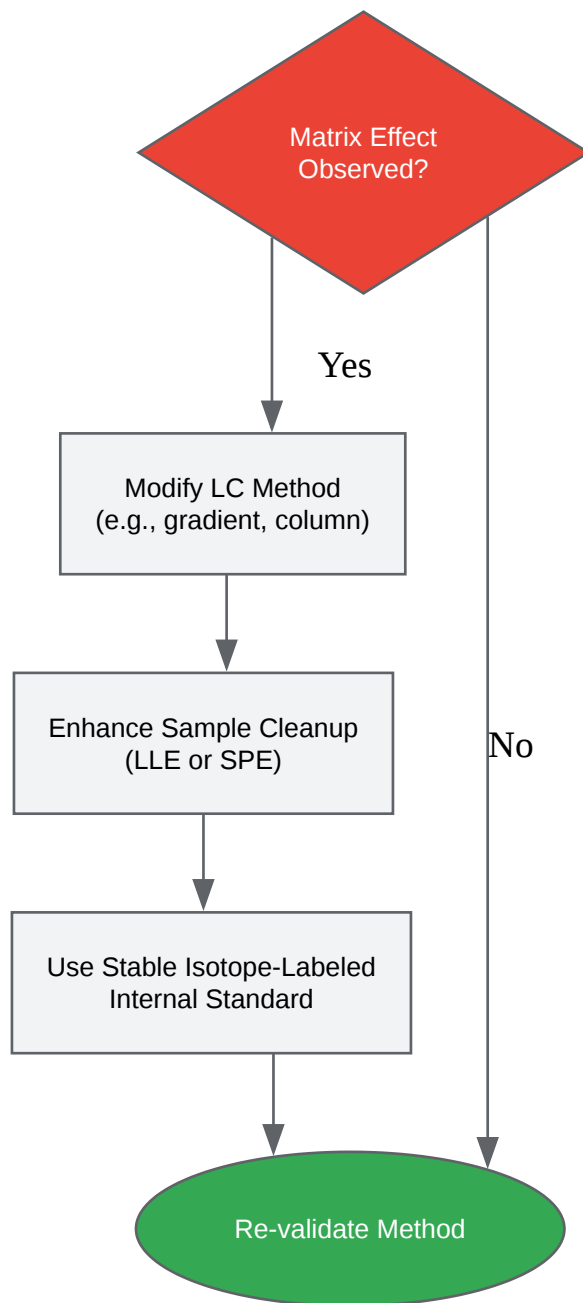 Matrix Effect
Observed?
Yes
Modify LC Method
(e.g., gradient, column)
Enhance Sample Cleanup
(LLE or SPE)
No
Use Stable Isotope-Labeled
Internal Standard
Re-validate Method